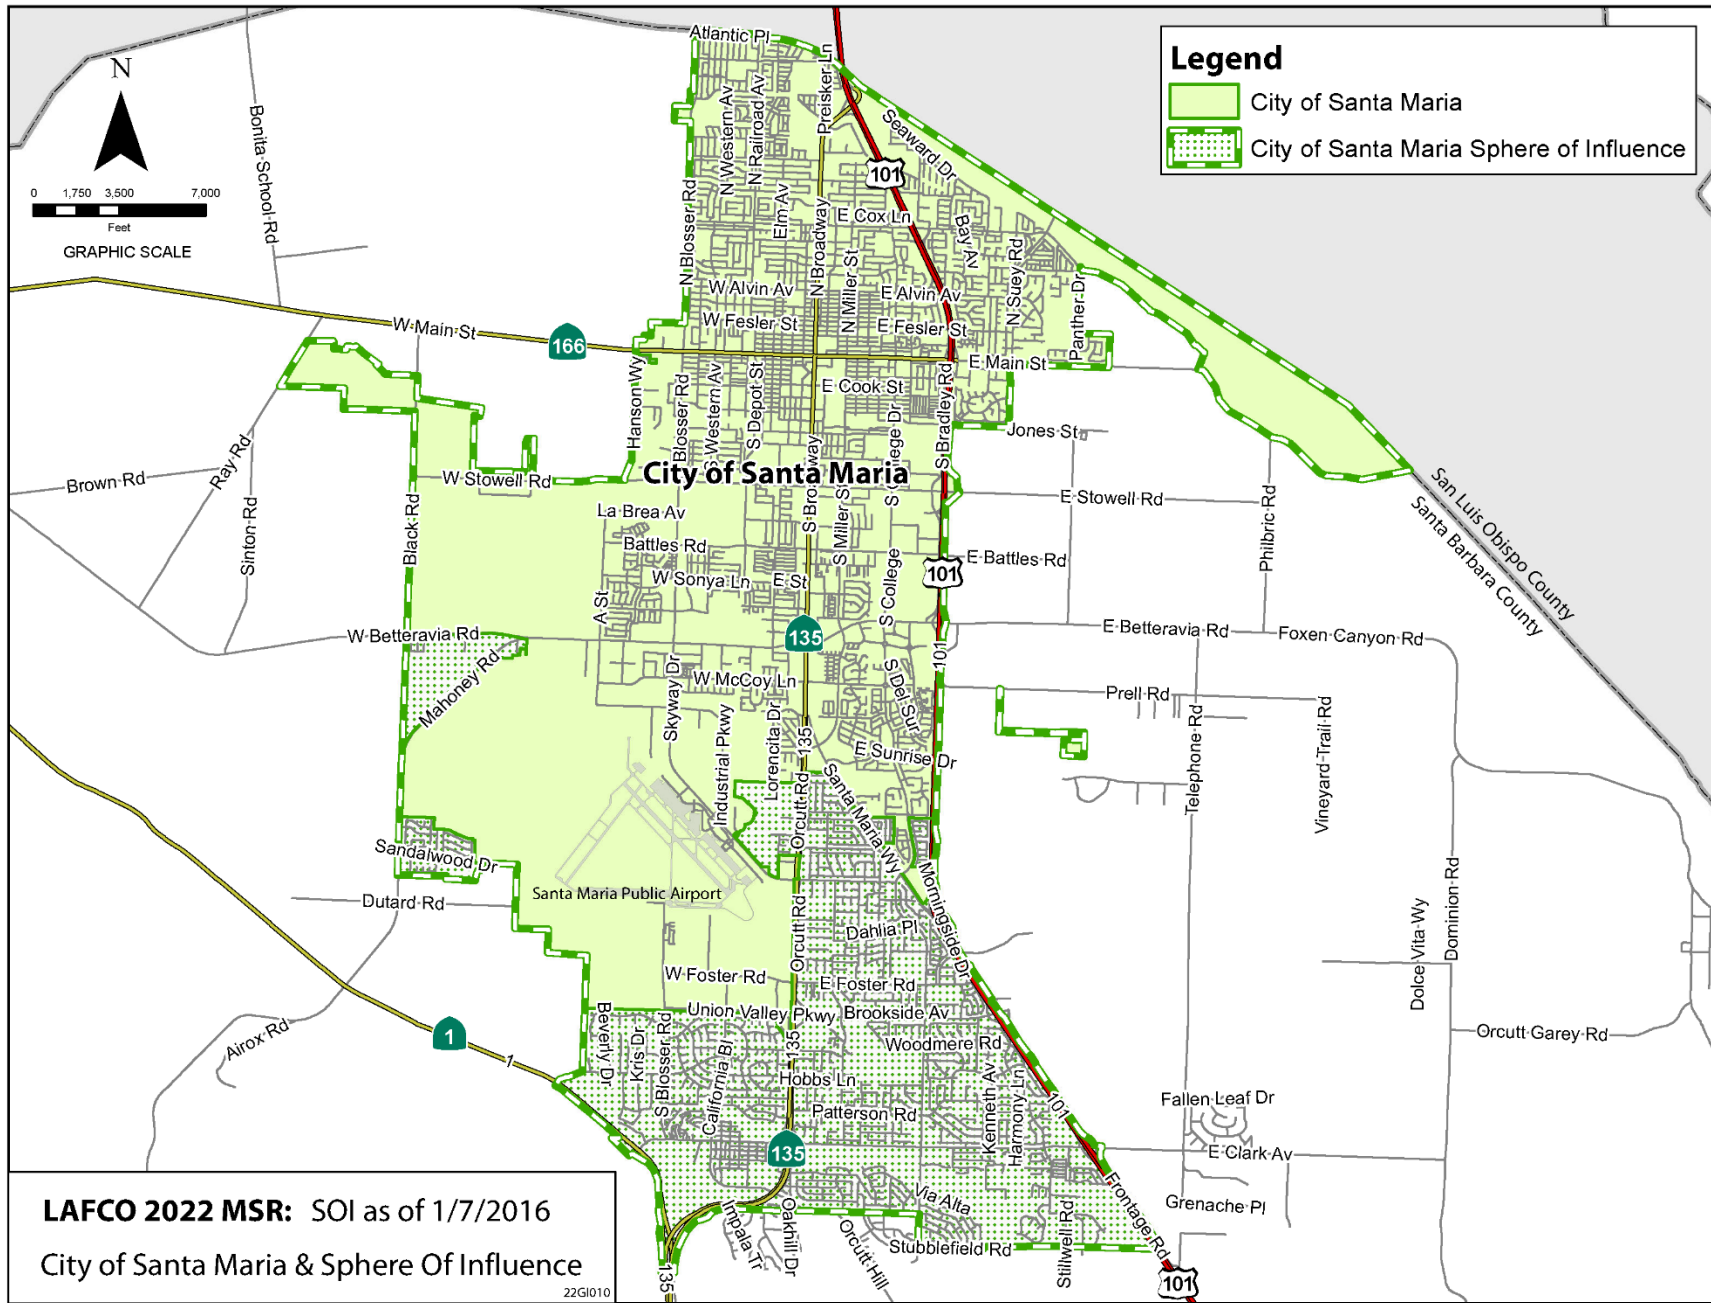 Legend
City of Santa Maria
City of Santa Maria Sphere of Influence
N
0 1,750 3,500 7,000
Feet
GRAPHIC SCALE
Atlantic Pl
Preisker Ln
Seaward Dr
Bonita School Rd
N Western Av
N Railroad Av
101
N Blosser Rd
Elm Av
N Broadway
E Cox Ln
Bay Av
N Suey Rd
N Miller St
W Alvin Av
E Alvin Av
Panther Dr
W Fesler St
E Fesler St
W Main St
166
E Main St
Hanson Wy
S Blosser Rd
S Western Av
S Depot St
E Cook St
S College Dr
S Bradley Rd
Jones St
Ray Rd
Brown Rd
W Stowell Rd
City of Santa Maria
E Stowell Rd
Philbric Rd
San Luis Obispo County
Santa Barbara County
Sinton Rd
Black Rd
La Brea Av
S Broadway
S Miller St
Battles Rd
E Battles Rd
W Sonya Ln
E St
S College
101
A St
W Betteravia Rd
135
E Betteravia Rd
Foxen Canyon Rd
101
Mahoney Rd
Skyway Dr
W McCoy Ln
S Del Sur
Prell Rd
Industrial Pkwy
Lorencita Dr
135
E Sunrise Dr
Telephone Rd
Vineyard Trail Rd
Orcutt Rd
Santa Maria Wy
Sandalwood Dr
Santa Maria Public Airport
Dutard Rd
Orcutt Rd
Dahlia Pl
Morningside Dr
Dolce Vita Wy
Dominion Rd
W Foster Rd
E Foster Rd
Union Valley Pkwy
Brookside Av
Airox Rd
1
1
Beverly Dr
Kris Dr
S Blosser Rd
California Bl
135
Woodmere Rd
Orcutt Garey Rd
Hobbs Ln
Kenneth Av
Harmony Ln
101
Patterson Rd
Fallen Leaf Dr
135
E Clark Av
Frontage Rd
Grenache Pl
Via Alta
Impala Tr
Oakhill Dr
Orcutt Hill
Stubblefield Rd
Stillwell Rd
135
101
LAFCO 2022 MSR: SOI as of 1/7/2016
City of Santa Maria & Sphere Of Influence
22GI010